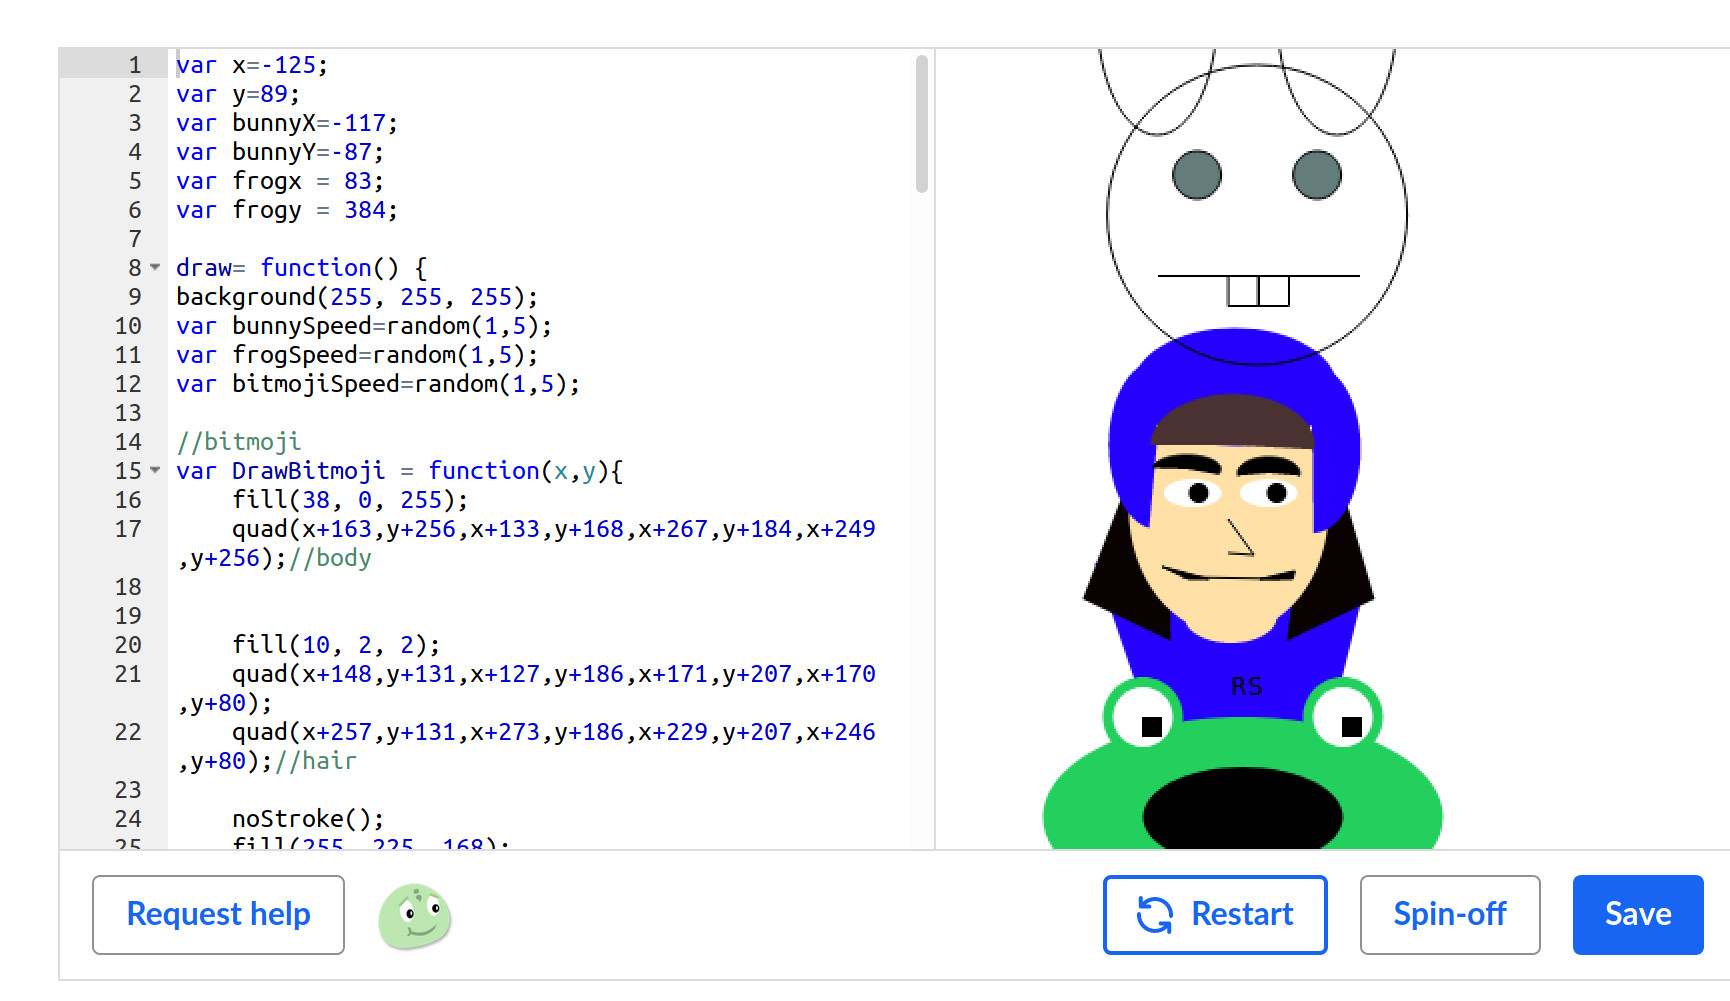 1 var x=-125;
2 var y=89;
3 var bunnyX=-117;
4 var bunnyY=-87;
5 var frogx = 83;
6 var frogy = 384;
7
8 draw= function() {
9 background(255, 255, 255);
10 var bunnySpeed=random(1,5);
11 var frogSpeed=random(1,5);
12 var bitmojiSpeed=random(1,5);
13
14 //bitmoji
15 var DrawBitmoji = function(x,y){
16 fill(38, 0, 255);
17 quad(x+163,y+256,x+133,y+168,x+267,y+184,x+249
,y+256);//body
18
19
20 fill(10, 2, 2);
21 quad(x+148,y+131,x+127,y+186,x+171,y+207,x+170
,y+80);
22 quad(x+257,y+131,x+273,y+186,x+229,y+207,x+246
,y+80);//hair
23
24 noStroke();
25 fill(255, 225, 168);
RS
Request help
Restart
Spin-off
Save